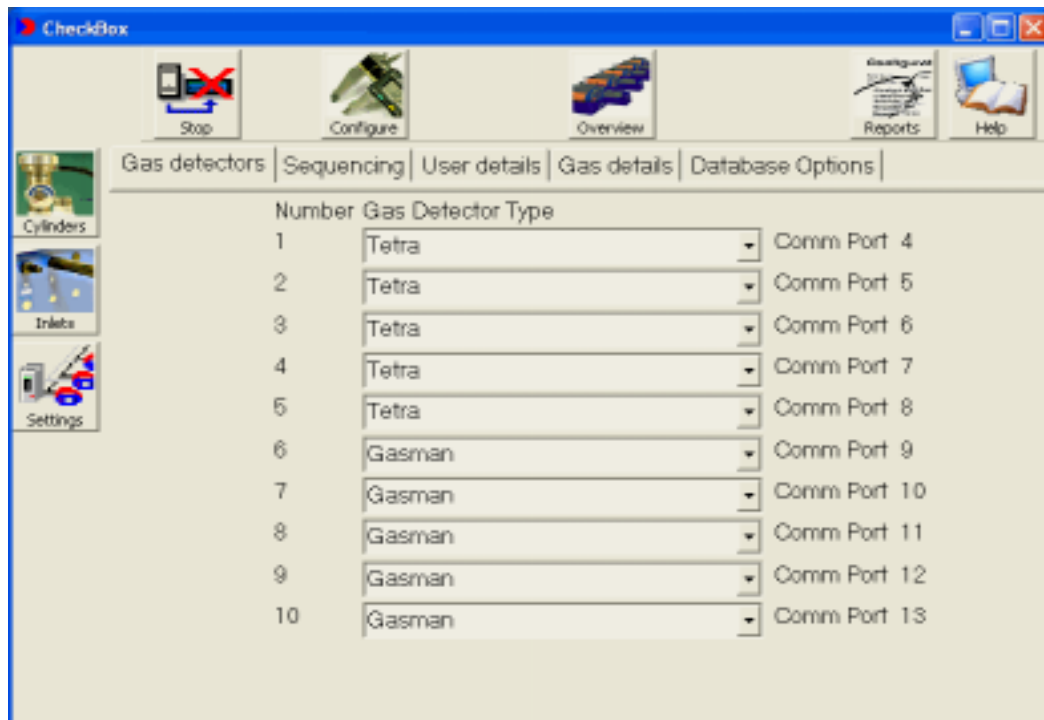 CheckBox
Stop Configure Overview Reports Help
Gas detectors Sequencing User details Gas details Database Options
Cylinders
Inlets
Settings
Number Gas Detector Type
1 Tetra Comm Port 4
2 Tetra Comm Port 5
3 Tetra Comm Port 6
4 Tetra Comm Port 7
5 Tetra Comm Port 8
6 Gasman Comm Port 9
7 Gasman Comm Port 10
8 Gasman Comm Port 11
9 Gasman Comm Port 12
10 Gasman Comm Port 13